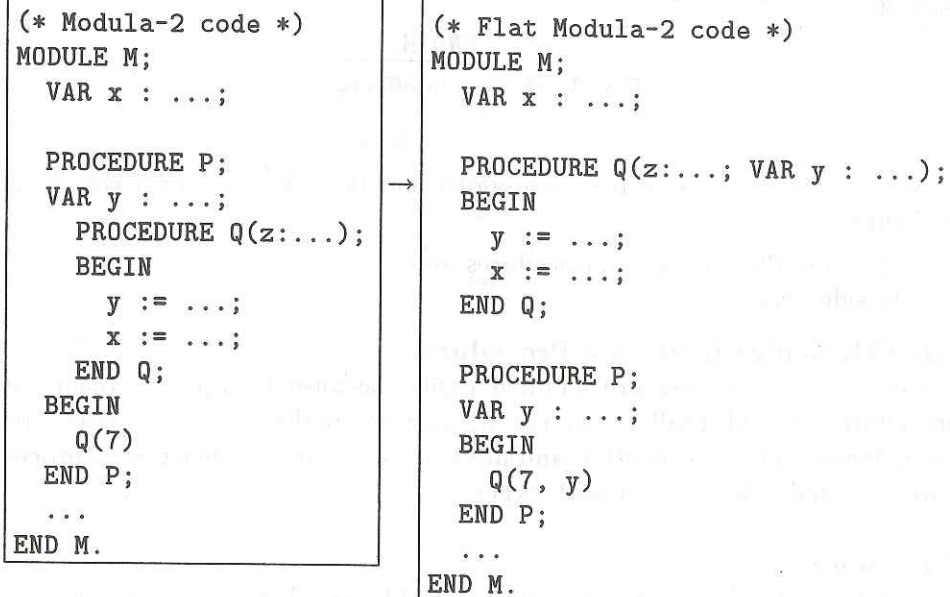 (* Modula-2 code *)
MODULE M;
VAR x : ...;
PROCEDURE P;
VAR y : ...;
PROCEDURE Q(z:...);
BEGIN
y := ...;
x := ...;
END Q;
BEGIN
Q(7)
END P;
...
END M.
→
(* Flat Modula-2 code *)
MODULE M;
VAR x : ...;
PROCEDURE Q(z:...; VAR y : ...);
BEGIN
y := ...;
x := ...;
END Q;
PROCEDURE P;
VAR y : ...;
BEGIN
Q(7, y)
END P;
...
END M.